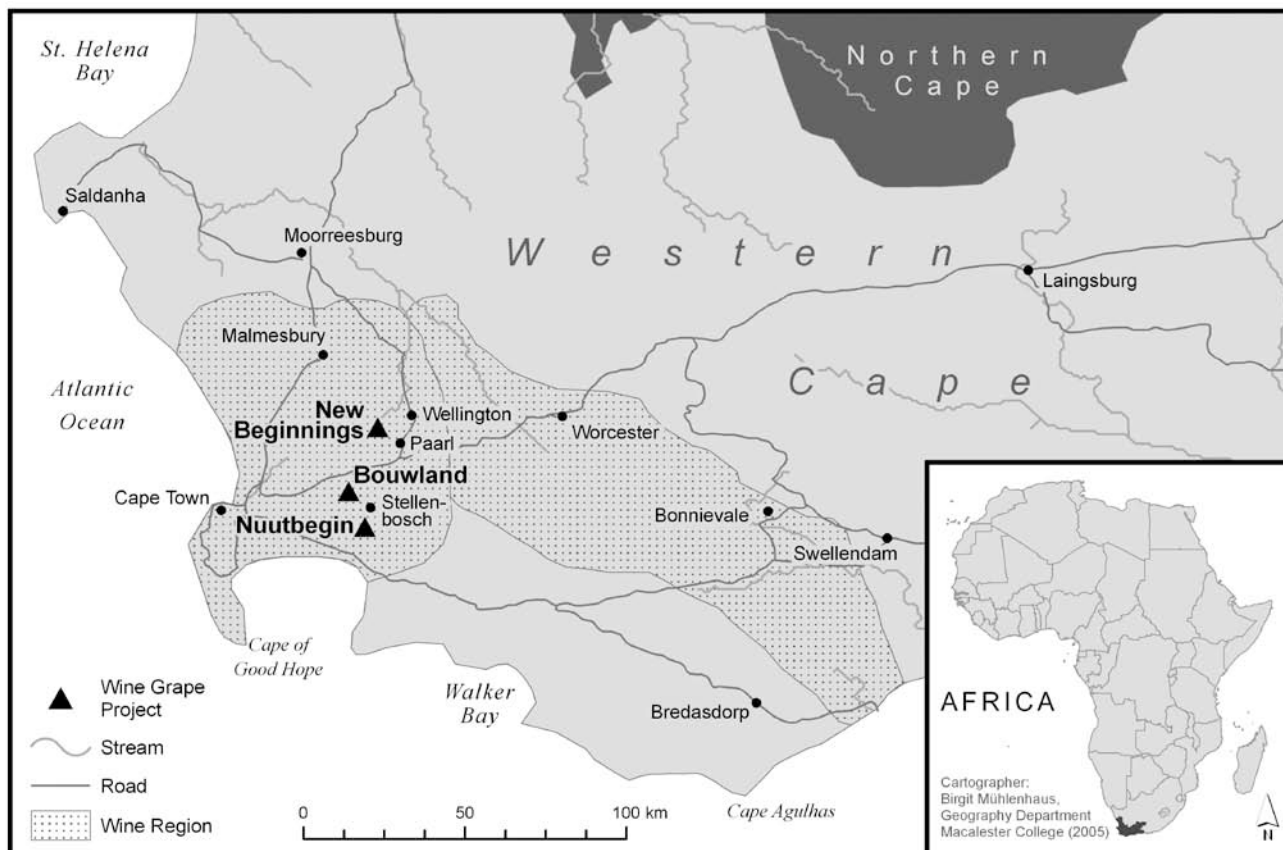 St. Helena
Bay
Northern
Cape
Saldanha
Moorreesburg
Western
Laingsburg
Malmesbury
Atlantic
Ocean
Cape
New
Beginnings
Wellington
Worcester
Paarl
Bouwland
Cape Town
Stellen-
bosch
Nuutbegin
Bonnievale
Swellendam
Cape of
Good Hope
Walker
Bay
Bredasdorp
Cape Agulhas
Wine Grape
Project
Stream
Road
Wine Region
0 50 100 km
AFRICA
Cartographer:
Birgit Mühlenhaus,
Geography Department
Macalester College (2005)
N